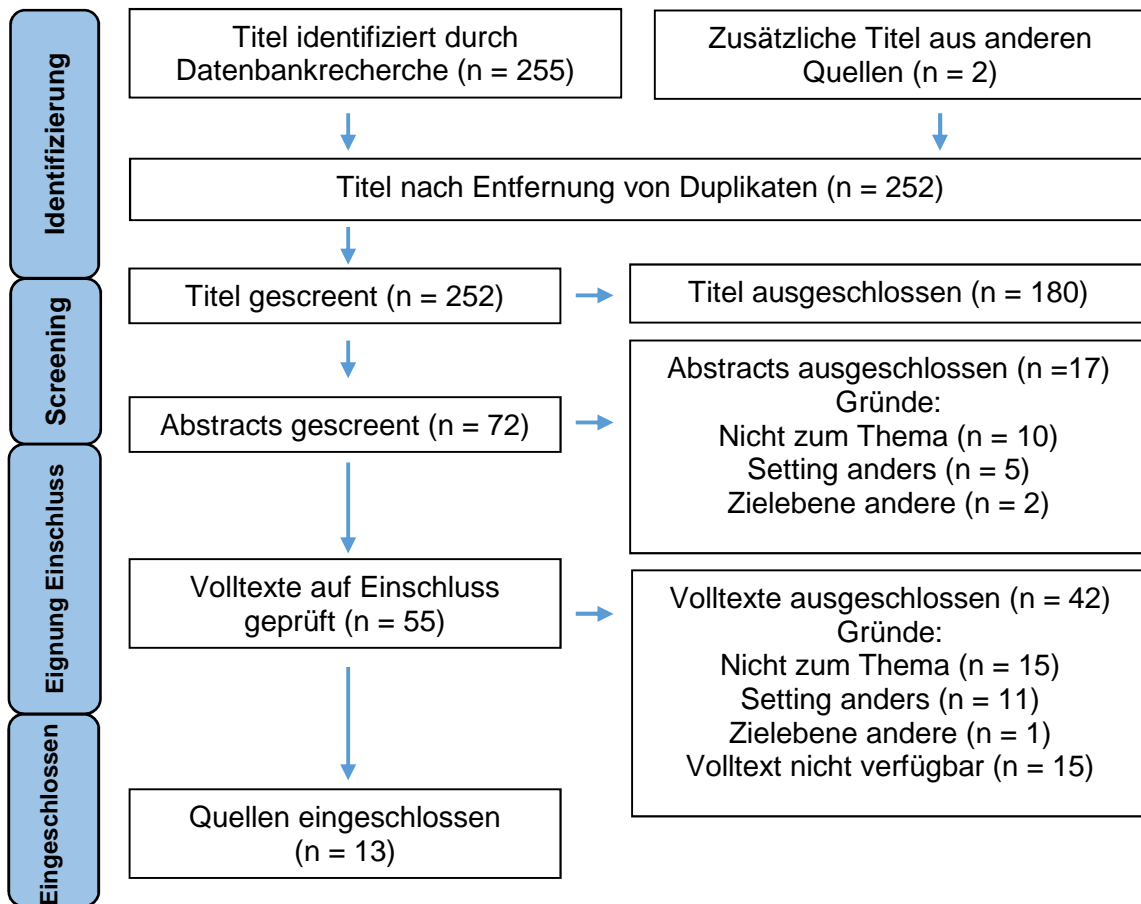 Identifizierung
Titel identifiziert durch
Datenbankrecherche (n = 255)
Zusätzliche Titel aus anderen
Quellen (n = 2)
Titel nach Entfernung von Duplikaten (n = 252)
Screening
Titel gescreent (n = 252)
Titel ausgeschlossen (n = 180)
Abstracts gescreent (n = 72)
Abstracts ausgeschlossen (n =17)
Gründe:
Nicht zum Thema (n = 10)
Setting anders (n = 5)
Zielebene andere (n = 2)
Eignung Einschluss
Volltexte auf Einschluss
geprüft (n = 55)
Volltexte ausgeschlossen (n = 42)
Gründe:
Nicht zum Thema (n = 15)
Setting anders (n = 11)
Zielebene andere (n = 1)
Volltext nicht verfügbar (n = 15)
Eingeschlossen
Quellen eingeschlossen
(n = 13)